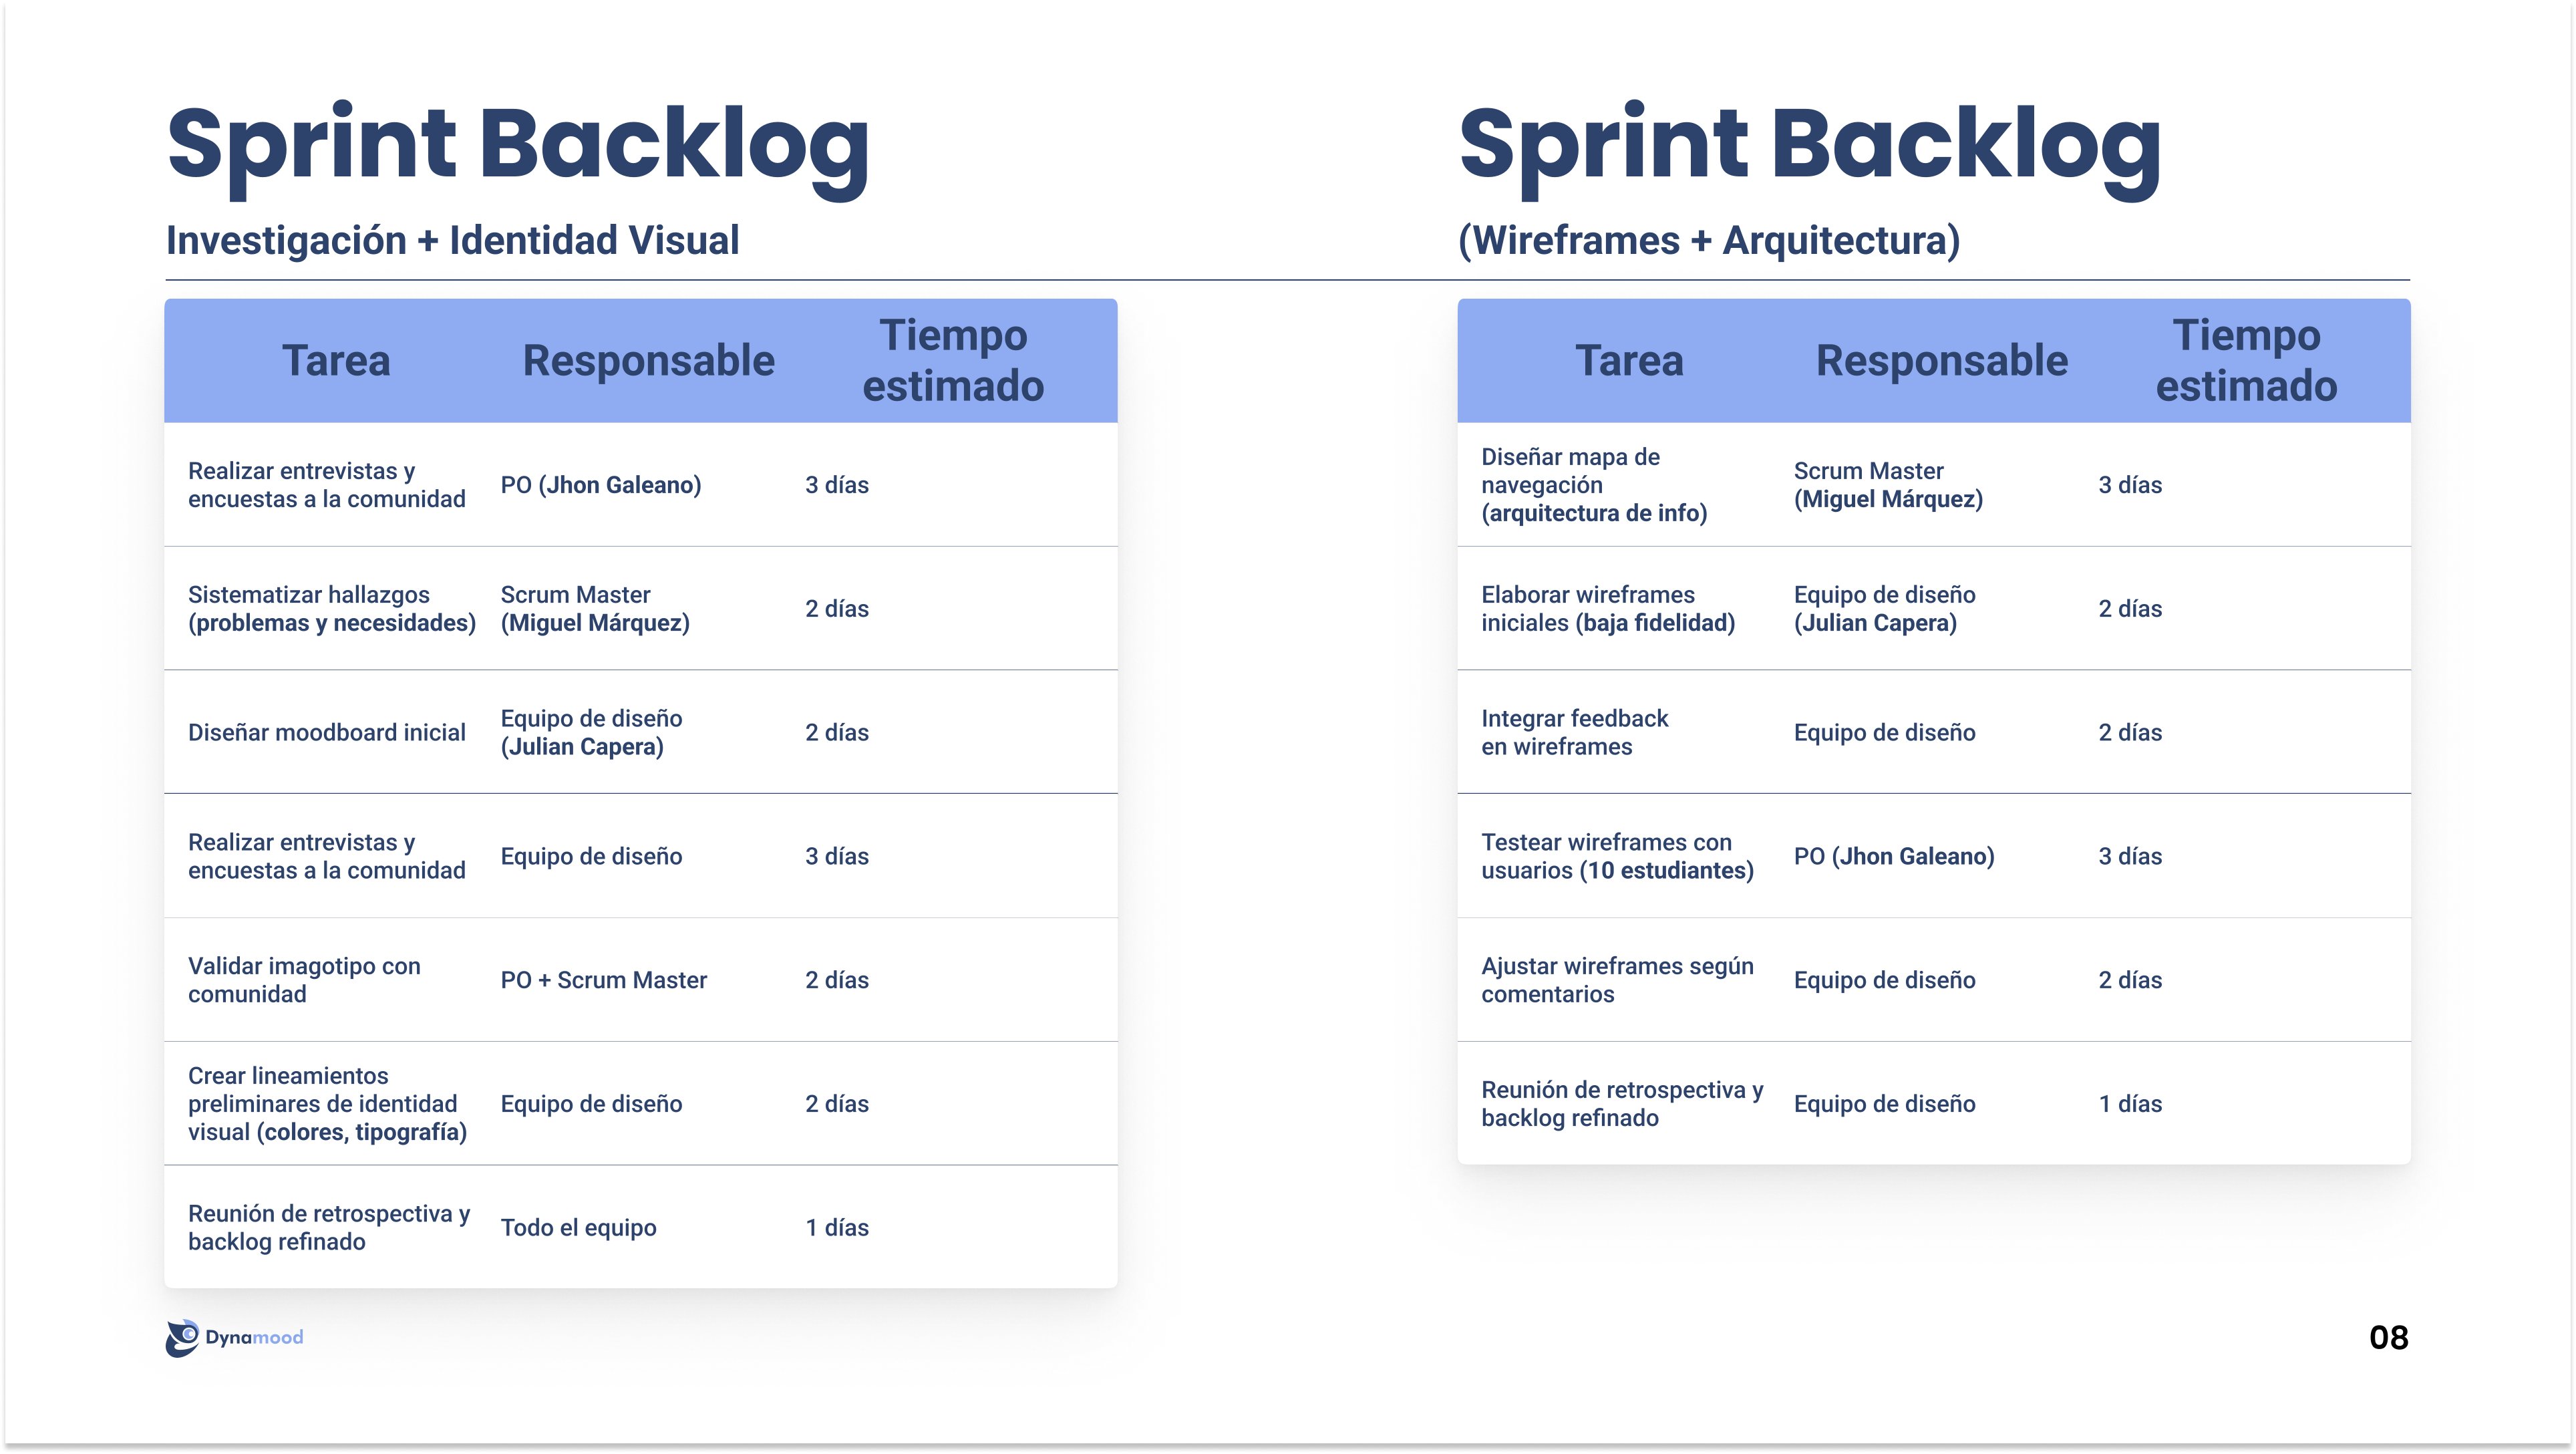 Sprint Backlog
Investigación + Identidad Visual
Tarea
Responsable
Tiempo
estimado
Realizar entrevistas y
encuestas a la comunidad
PO (Jhon Galeano)
3 días
Sistematizar hallazgos
(problemas y necesidades)
Scrum Master
(Miguel Márquez)
2 días
Diseñar moodboard inicial
Equipo de diseño
(Julian Capera)
2 días
Realizar entrevistas y
encuestas a la comunidad
Equipo de diseño
3 días
Validar imagotipo con
comunidad
PO + Scrum Master
2 días
Crear lineamientos
preliminares de identidad
visual (colores, tipografía)
Equipo de diseño
2 días
Reunión de retrospectiva y
backlog refinado
Todo el equipo
1 días
Sprint Backlog
(Wireframes + Arquitectura)
Tarea
Responsable
Tiempo
estimado
Diseñar mapa de
navegación
(arquitectura de info)
Scrum Master
(Miguel Márquez)
3 días
Elaborar wireframes
iniciales (baja fidelidad)
Equipo de diseño
(Julian Capera)
2 días
Integrar feedback
en wireframes
Equipo de diseño
2 días
Testear wireframes con
usuarios (10 estudiantes)
PO (Jhon Galeano)
3 días
Ajustar wireframes según
comentarios
Equipo de diseño
2 días
Reunión de retrospectiva y
backlog refinado
Equipo de diseño
1 días
Dynamood
08